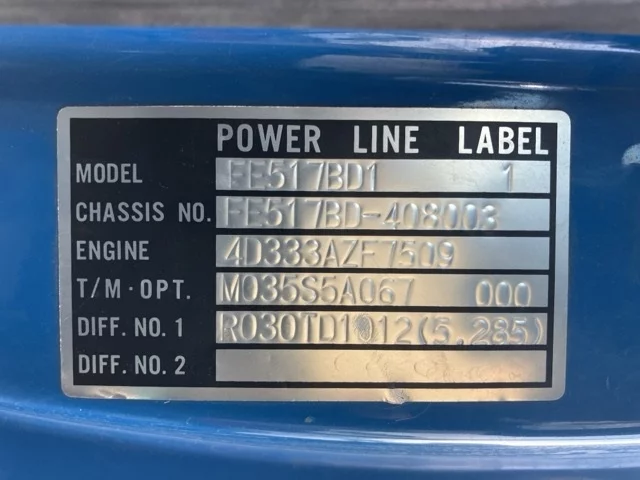 POWER LINE LABEL
MODEL FE517BD1 1
CHASSIS NO. FE517BD-408003
ENGINE 4D333AZF7509
T/M·OPT. M035S5A067 000
DIFF. NO. 1 R030TD1012(5.285)
DIFF. NO. 2